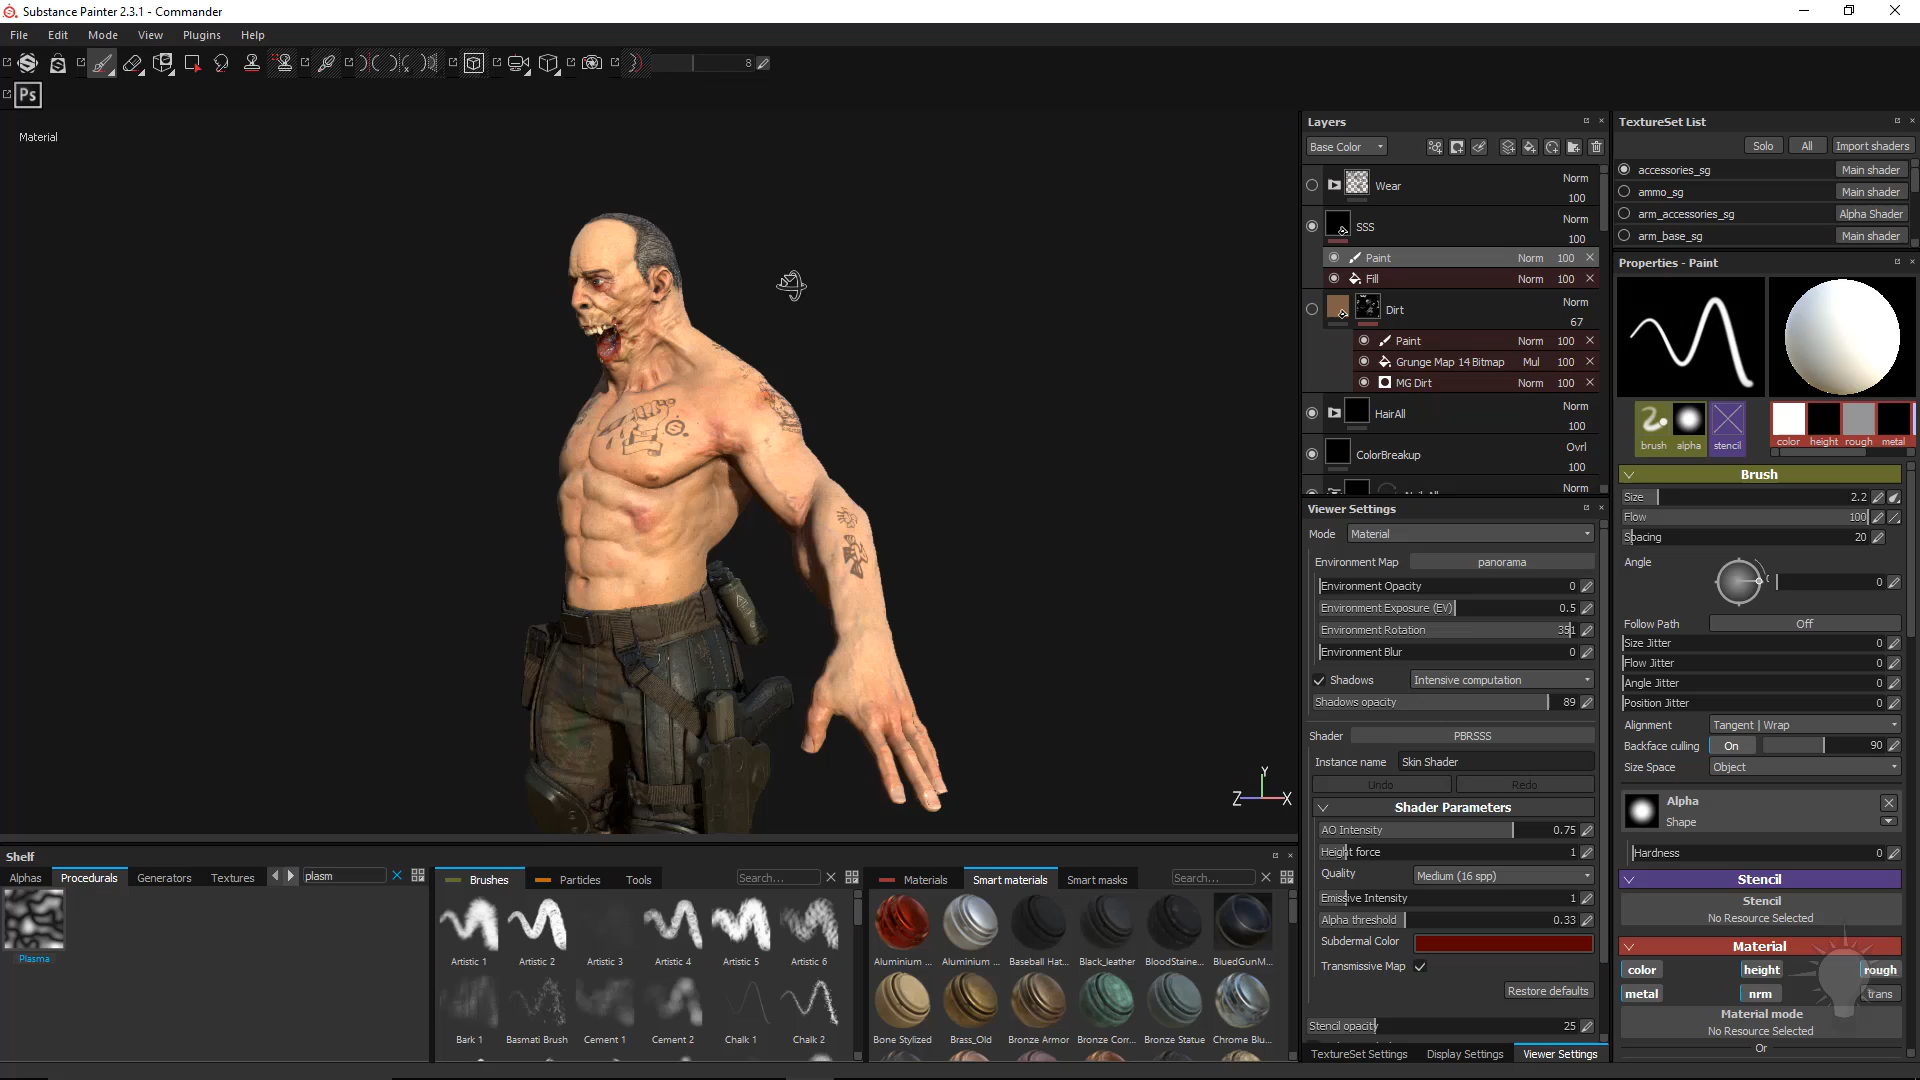 Substance Painter 2.3.1 - Commander
File Edit Mode View Plugins Help
8
Ps
Material
Layers
Base Color
Wear Norm 100
SSS Norm 100
Paint Norm 100
Fill Norm 100
Dirt Norm 67
Paint Norm 100
Grunge Map 14 Bitmap Mul 100
MG Dirt Norm 100
HairAll Norm 100
ColorBreakup Ovrl 100
Norm
Viewer Settings
Mode Material
Environment Map panorama
Environment Opacity 0
Environment Exposure (EV) 0.5
Environment Rotation 351
Environment Blur 0
Shadows Intensive computation
Shadows opacity 89
Shader PBRSSS
Instance name Skin Shader
Undo Redo
Shader Parameters
AO Intensity 0.75
Height force 1
Quality Medium (16 spp)
Emissive Intensity 1
Alpha threshold 0.33
Subdermal Color
Transmissive Map
Restore defaults
Stencil opacity 25
TextureSet Settings Display Settings Viewer Settings
TextureSet List
Solo All Import shaders
accessories_sg Main shader
ammo_sg Main shader
arm_accessories_sg Alpha Shader
arm_base_sg Main shader
Properties - Paint
brush alpha stencil color height rough metal
Brush
Size 2.2
Flow 100
Spacing 20
Angle 0
Follow Path Off
Size Jitter 0
Flow Jitter 0
Angle Jitter 0
Position Jitter 0
Alignment Tangent | Wrap
Backface culling On 90
Size Space Object
Alpha
Shape
Hardness 0
Stencil
Stencil
No Resource Selected
Material
color height rough
metal nrm trans
Material mode
No Resource Selected
Or
Y
Z X
Shelf
Alphas Procedurals Generators Textures plasm
Plasma
Brushes Particles Tools Search...
Artistic 1 Artistic 2 Artistic 3 Artistic 4 Artistic 5 Artistic 6
Bark 1 Basmati Brush Cement 1 Cement 2 Chalk 1 Chalk 2
Materials Smart materials Smart masks Search...
Aluminium ... Aluminium ... Baseball Hat... Black_leather BloodStaine... BluedGunM...
Bone Stylized Brass_Old Bronze Armor Bronze Corr... Bronze Statue Chrome Blu...